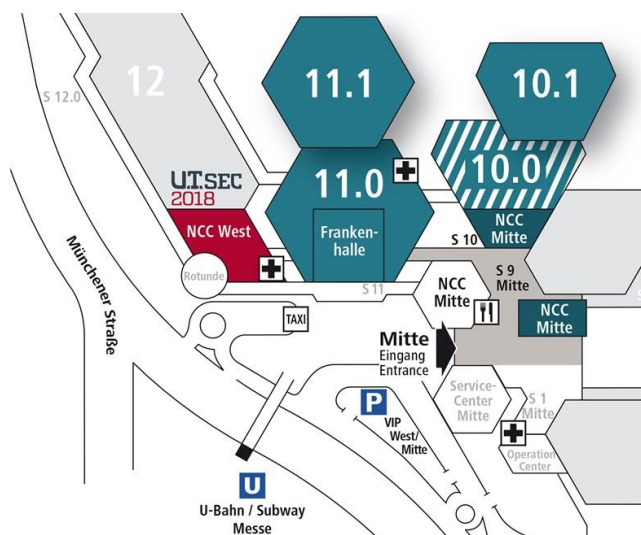 12
11.1
10.1
S 12.0
11.0
10.0
U.T.SEC
2018
NCC West
Franken-
halle
NCC
Mitte
S 10
Rotunde
S 11
NCC
Mitte
S 9
Mitte
NCC
Mitte
TAXI
Münchener Straße
Mitte
Eingang
Entrance
Service-
Center
Mitte
S 1
Mitte
P
VIP
West/
Mitte
Operation
Center
U
U-Bahn / Subway
Messe